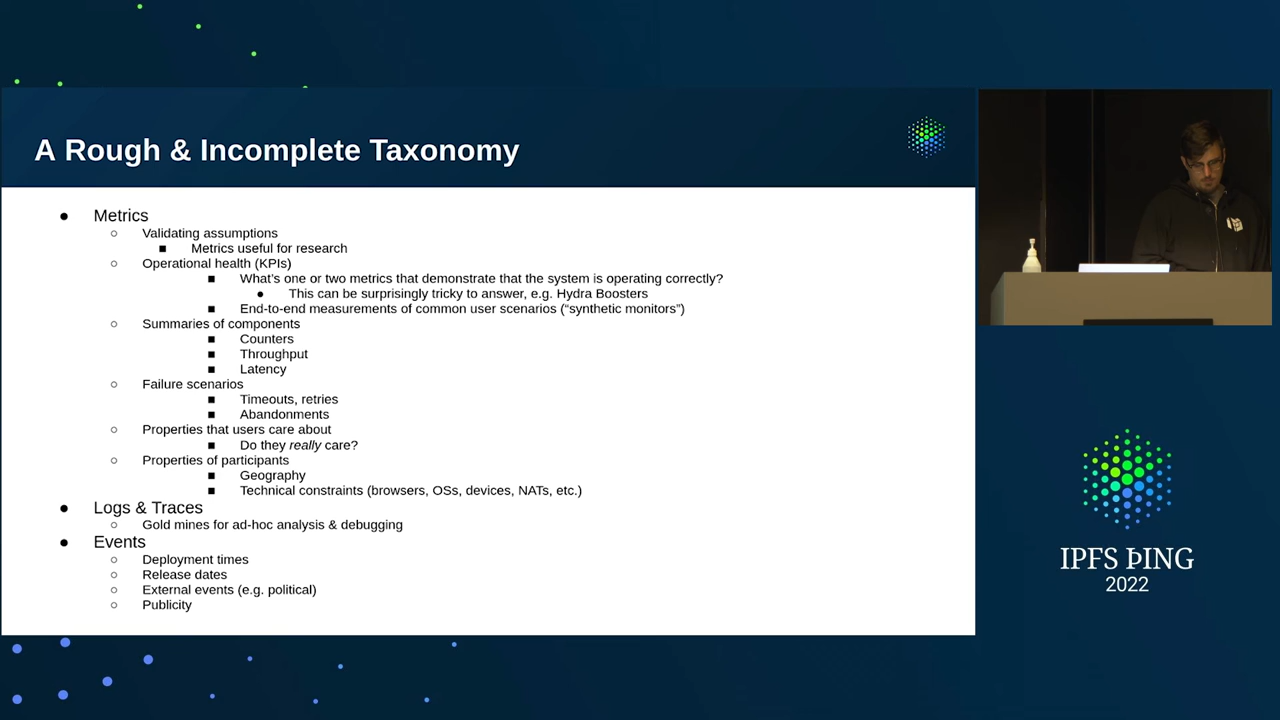 A Rough & Incomplete Taxonomy
● Metrics
○ Validating assumptions
■ Metrics useful for research
○ Operational health (KPIs)
■ What's one or two metrics that demonstrate that the system is operating correctly?
● This can be surprisingly tricky to answer, e.g. Hydra Boosters
■ End-to-end measurements of common user scenarios (“synthetic monitors”)
○ Summaries of components
■ Counters
■ Throughput
■ Latency
○ Failure scenarios
■ Timeouts, retries
■ Abandonments
○ Properties that users care about
■ Do they really care?
○ Properties of participants
■ Geography
■ Technical constraints (browsers, OSs, devices, NATs, etc.)
● Logs & Traces
○ Gold mines for ad-hoc analysis & debugging
● Events
○ Deployment times
○ Release dates
○ External events (e.g. political)
○ Publicity
IPFS ÞING
2022